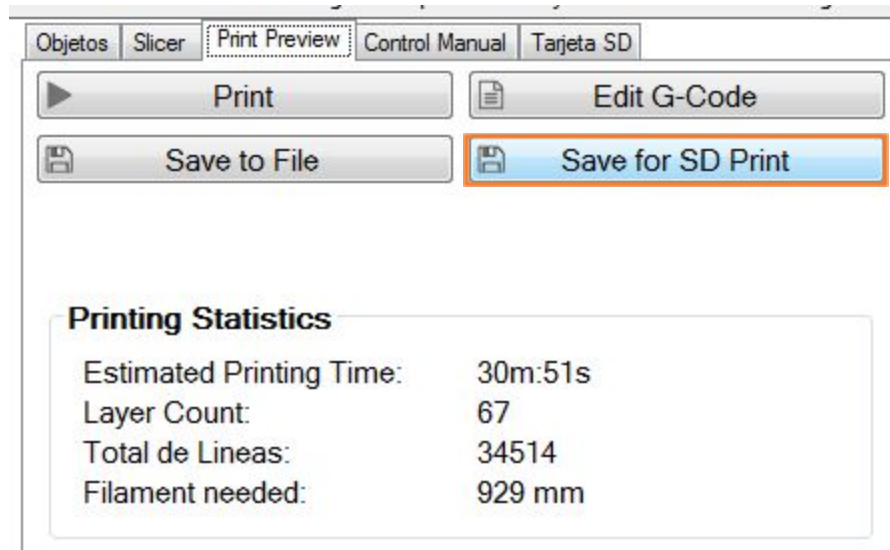 Objetos Slicer Print Preview Control Manual Tarjeta SD
Print Edit G-Code
Save to File Save for SD Print
Printing Statistics
Estimated Printing Time: 30m:51s
Layer Count: 67
Total de Lineas: 34514
Filament needed: 929 mm